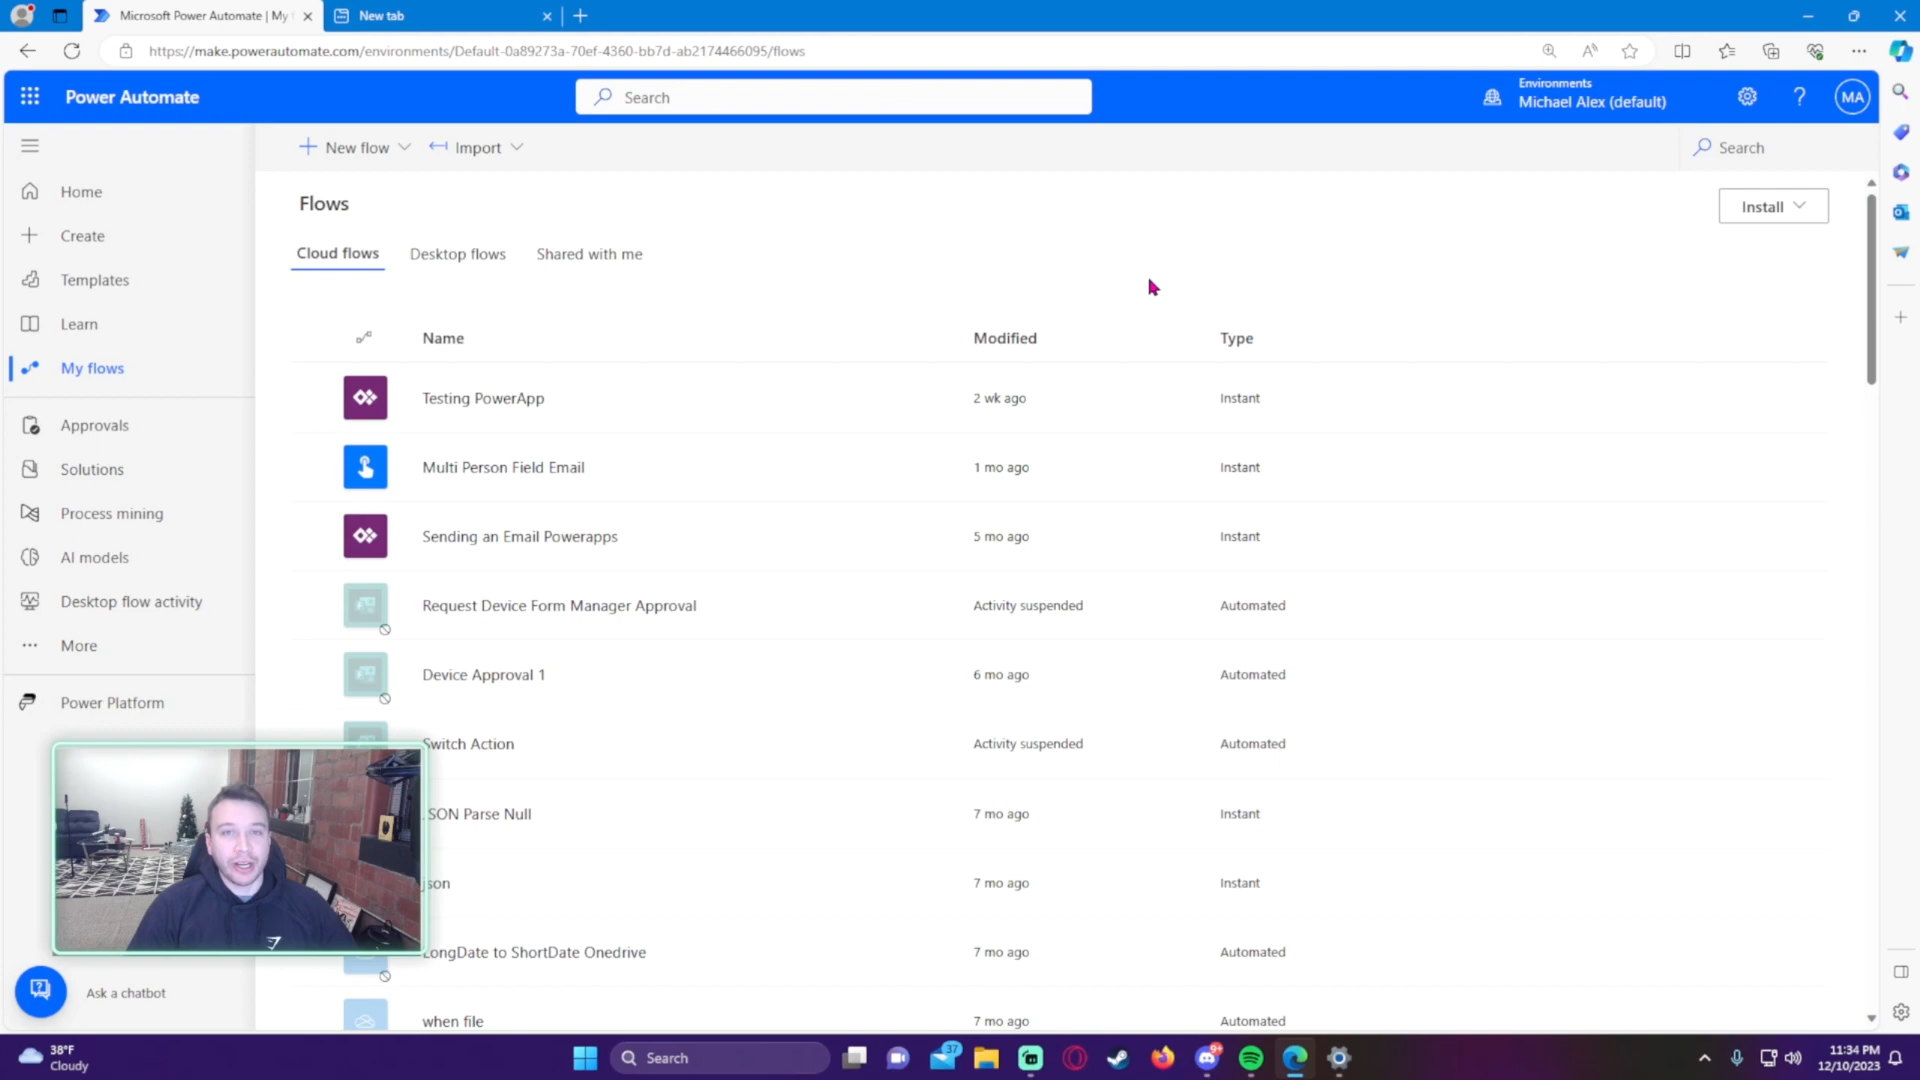 Microsoft Power Automate | My f
New tab
https://make.powerautomate.com/environments/Default-0a89273a-70ef-4360-bb7d-ab2174466095/flows
Power Automate
Search
Environments
Michael Alex (default)
?
MA
New flow
Import
Search
Home
Create
Templates
Learn
My flows
Approvals
Solutions
Process mining
AI models
Desktop flow activity
More
Power Platform
Ask a chatbot
Flows
Install
Cloud flows
Desktop flows
Shared with me
Name Modified Type
Testing PowerApp 2 wk ago Instant
Multi Person Field Email 1 mo ago Instant
Sending an Email Powerapps 5 mo ago Instant
Request Device Form Manager Approval Activity suspended Automated
Device Approval 1 6 mo ago Automated
Switch Action Activity suspended Automated
SON Parse Null 7 mo ago Instant
json 7 mo ago Instant
LongDate to ShortDate Onedrive 7 mo ago Automated
when file 7 mo ago Automated
38°F
Cloudy
Search
37
9+
11:34 PM
12/10/2023